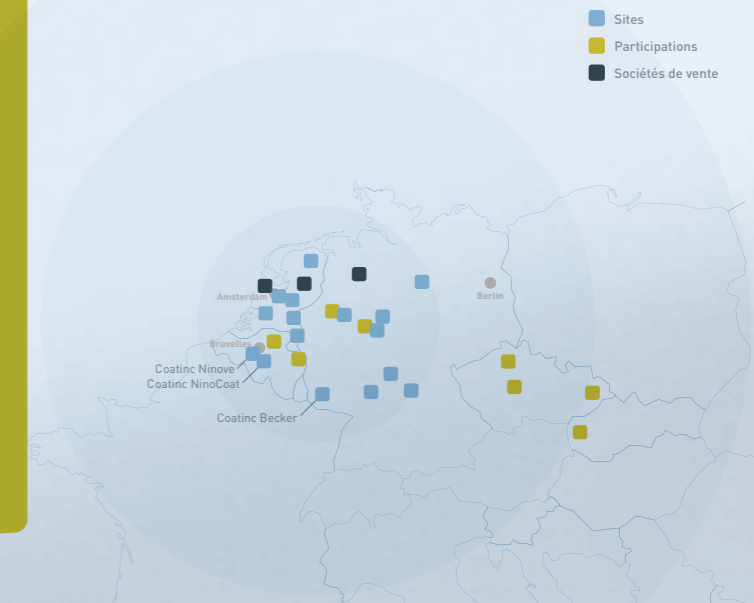 Sites
Participations
Sociétés de vente
Amsterdam
Berlin
Bruxelles
Coatinc Ninove
Coatinc NinoCoat
Coatinc Becker